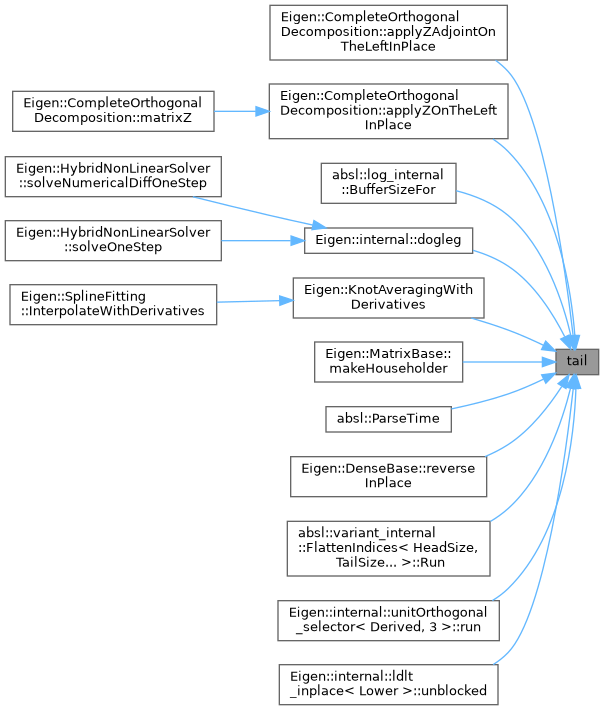 Eigen::CompleteOrthogonal
Decomposition::applyZAdjointOn
TheLeftInPlace
Eigen::CompleteOrthogonal
Decomposition::applyZOnTheLeft
InPlace
Eigen::CompleteOrthogonal
Decomposition::matrixZ
absl::log_internal
::BufferSizeFor
Eigen::HybridNonLinearSolver
::solveNumericalDiffOneStep
Eigen::HybridNonLinearSolver
::solveOneStep
Eigen::internal::dogleg
Eigen::KnotAveragingWith
Derivatives
Eigen::SplineFitting
::InterpolateWithDerivatives
Eigen::MatrixBase::
makeHouseholder
tail
absl::ParseTime
Eigen::DenseBase::reverse
InPlace
absl::variant_internal
::FlattenIndices< HeadSize,
TailSize... >::Run
Eigen::internal::unitOrthogonal
_selector< Derived, 3 >::run
Eigen::internal::ldlt
_inplace< Lower >::unblocked